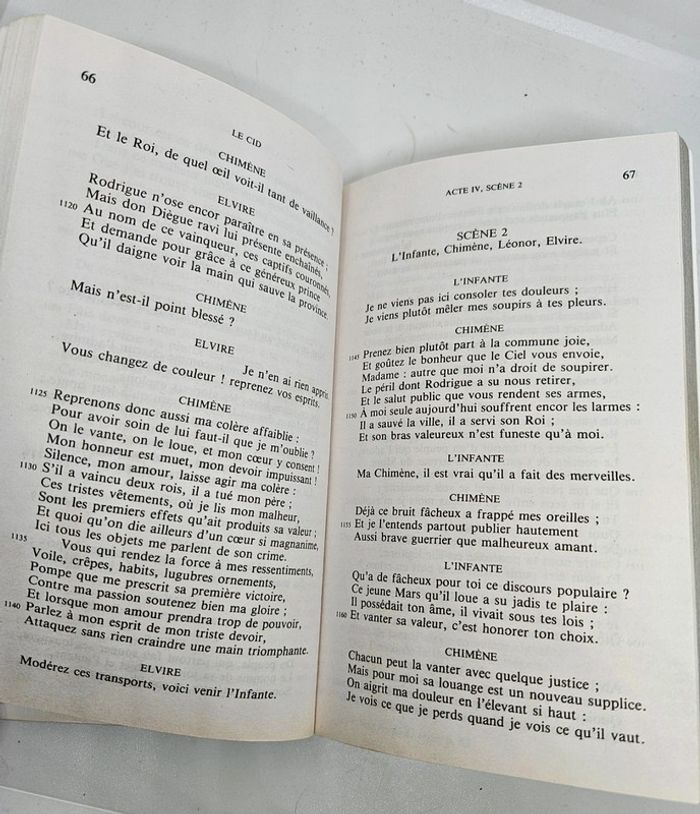 66
LE CID
CHIMÈNE
Et le Roi, de quel œil voit-il tant de vaillance ?
ELVIRE
Rodrigue n'ose encor paraître en sa présence ;
Mais don Diègue ravi lui présente enchaînés,
1120 Au nom de ce vainqueur, ces captifs couronnés,
Et demande pour grâce à ce généreux prince
Qu'il daigne voir la main qui sauve la province.
CHIMÈNE
Mais n'est-il point blessé ?
ELVIRE
Je n'en ai rien appris.
Vous changez de couleur ! reprenez vos esprits.
CHIMÈNE
1125 Reprenons donc aussi ma colère affaiblie :
Pour avoir soin de lui faut-il que je m'oublie ?
On le vante, on le loue, et mon cœur y consent !
Mon honneur est muet, mon devoir impuissant !
Silence, mon amour, laisse agir ma colère :
1130 S'il a vaincu deux rois, il a tué mon père ;
Ces tristes vêtements, où je lis mon malheur,
Sont les premiers effets qu'ait produits sa valeur ;
Et quoi qu'on die ailleurs d'un cœur si magnanime,
Ici tous les objets me parlent de son crime.
1135 Vous qui rendez la force à mes ressentiments,
Voile, crêpes, habits, lugubres ornements,
Pompe que me prescrit sa première victoire,
Contre ma passion soutenez bien ma gloire ;
Et lorsque mon amour prendra trop de pouvoir,
1140 Parlez à mon esprit de mon triste devoir,
Attaquez sans rien craindre une main triomphante.
ELVIRE
Modérez ces transports, voici venir l'Infante.
ACTE IV, SCÈNE 2
67
SCÈNE 2
L'Infante, Chimène, Léonor, Elvire.
L'INFANTE
Je ne viens pas ici consoler tes douleurs ;
Je viens plutôt mêler mes soupirs à tes pleurs.
CHIMÈNE
1145 Prenez bien plutôt part à la commune joie,
Et goûtez le bonheur que le Ciel vous envoie,
Madame : autre que moi n'a droit de soupirer.
Le péril dont Rodrigue a su nous retirer,
Et le salut public que vous rendent ses armes,
1150 À moi seule aujourd'hui souffrent encor les larmes :
Il a sauvé la ville, il a servi son Roi ;
Et son bras valeureux n'est funeste qu'à moi.
L'INFANTE
Ma Chimène, il est vrai qu'il a fait des merveilles.
CHIMÈNE
Déjà ce bruit fâcheux a frappé mes oreilles ;
1155 Et je l'entends partout publier hautement
Aussi brave guerrier que malheureux amant.
L'INFANTE
Qu'a de fâcheux pour toi ce discours populaire ?
Ce jeune Mars qu'il loue a su jadis te plaire :
Il possédait ton âme, il vivait sous tes lois ;
1160 Et vanter sa valeur, c'est honorer ton choix.
CHIMÈNE
Chacun peut la vanter avec quelque justice ;
Mais pour moi sa louange est un nouveau supplice.
On aigrit ma douleur en l'élevant si haut :
Je vois ce que je perds quand je vois ce qu'il vaut.